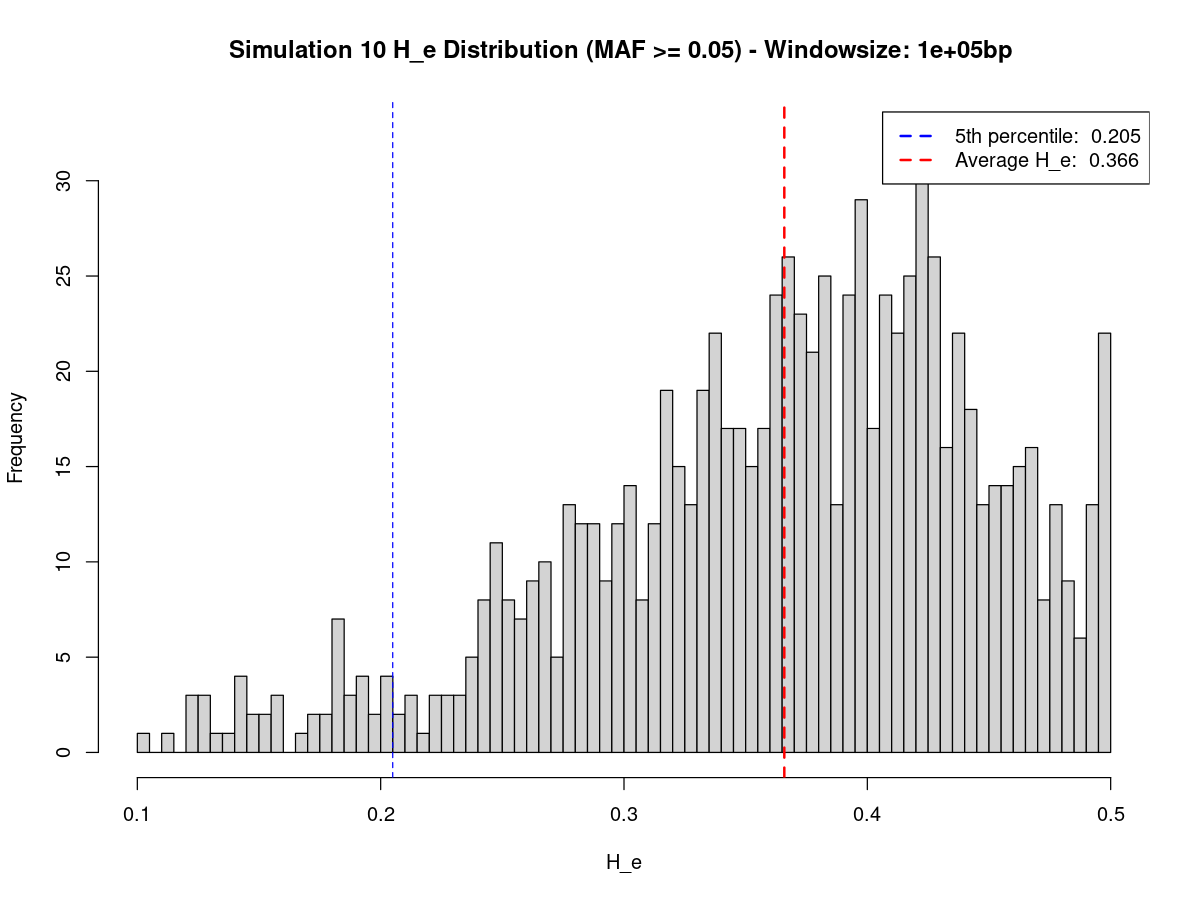 Simulation 10 H_e Distribution (MAF >= 0.05) - Windowsize: 1e+05bp
5th percentile: 0.205
Average H_e: 0.366
Frequency
30
25
20
15
10
5
0
0.1 0.2 0.3 0.4 0.5
H_e